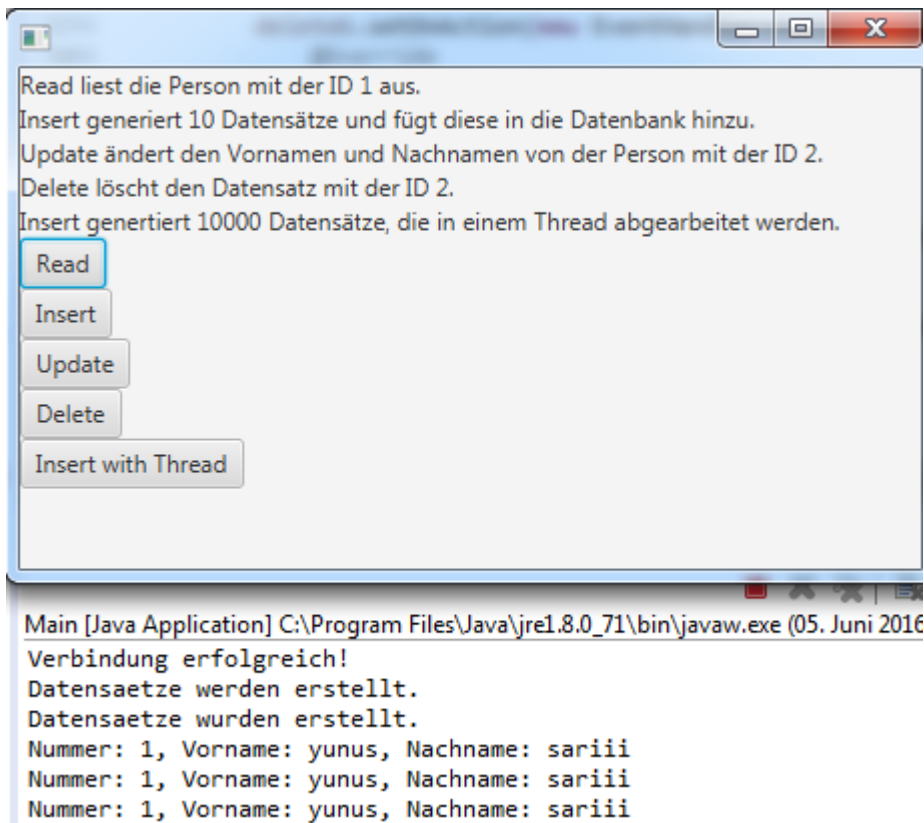 Read liest die Person mit der ID 1 aus.
Insert generiert 10 Datensätze und fügt diese in die Datenbank hinzu.
Update ändert den Vornamen und Nachnamen von der Person mit der ID 2.
Delete löscht den Datensatz mit der ID 2.
Insert genertiert 10000 Datensätze, die in einem Thread abgearbeitet werden.
Read
Insert
Update
Delete
Insert with Thread
Main [Java Application] C:\Program Files\Java\jre1.8.0_71\bin\javaw.exe (05. Juni 2016
Verbindung erfolgreich!
Datensaetze werden erstellt.
Datensaetze wurden erstellt.
Nummer: 1, Vorname: yunus, Nachname: sariii
Nummer: 1, Vorname: yunus, Nachname: sariii
Nummer: 1, Vorname: yunus, Nachname: sariii